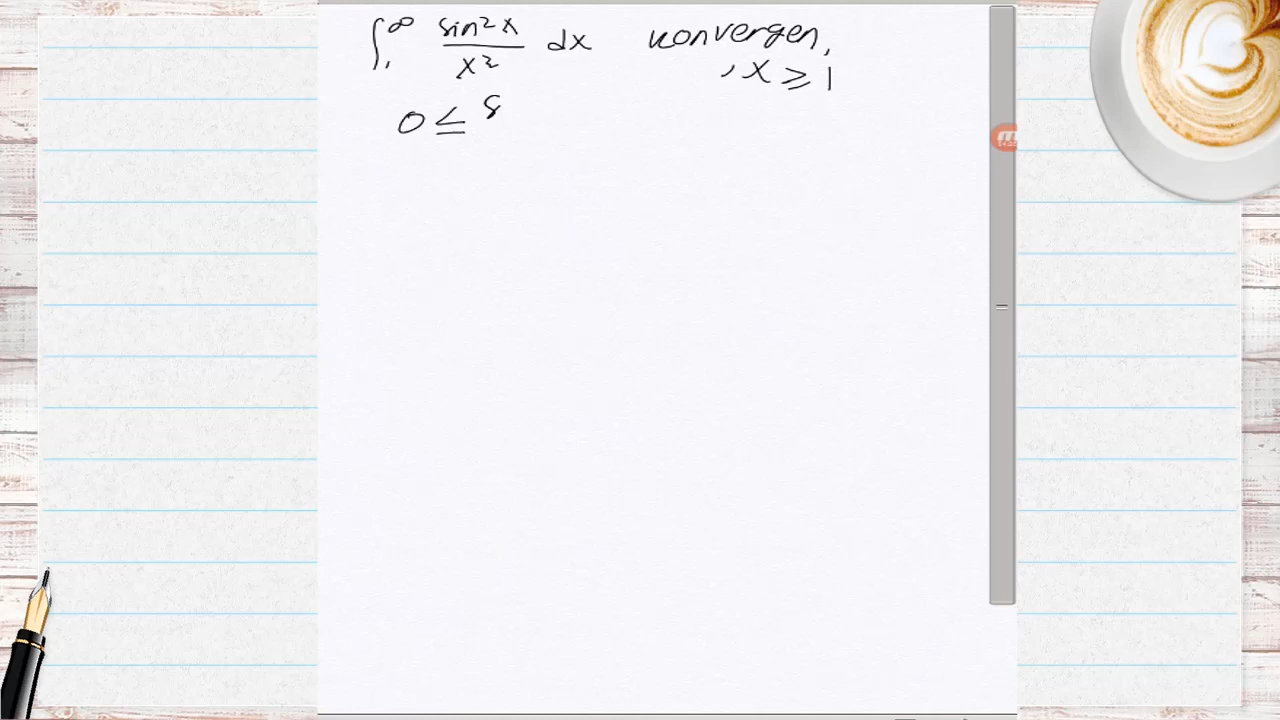 ∫₁^∞ sin²x / x² dx konvergen,
, x ≥ 1
0 ≤ s